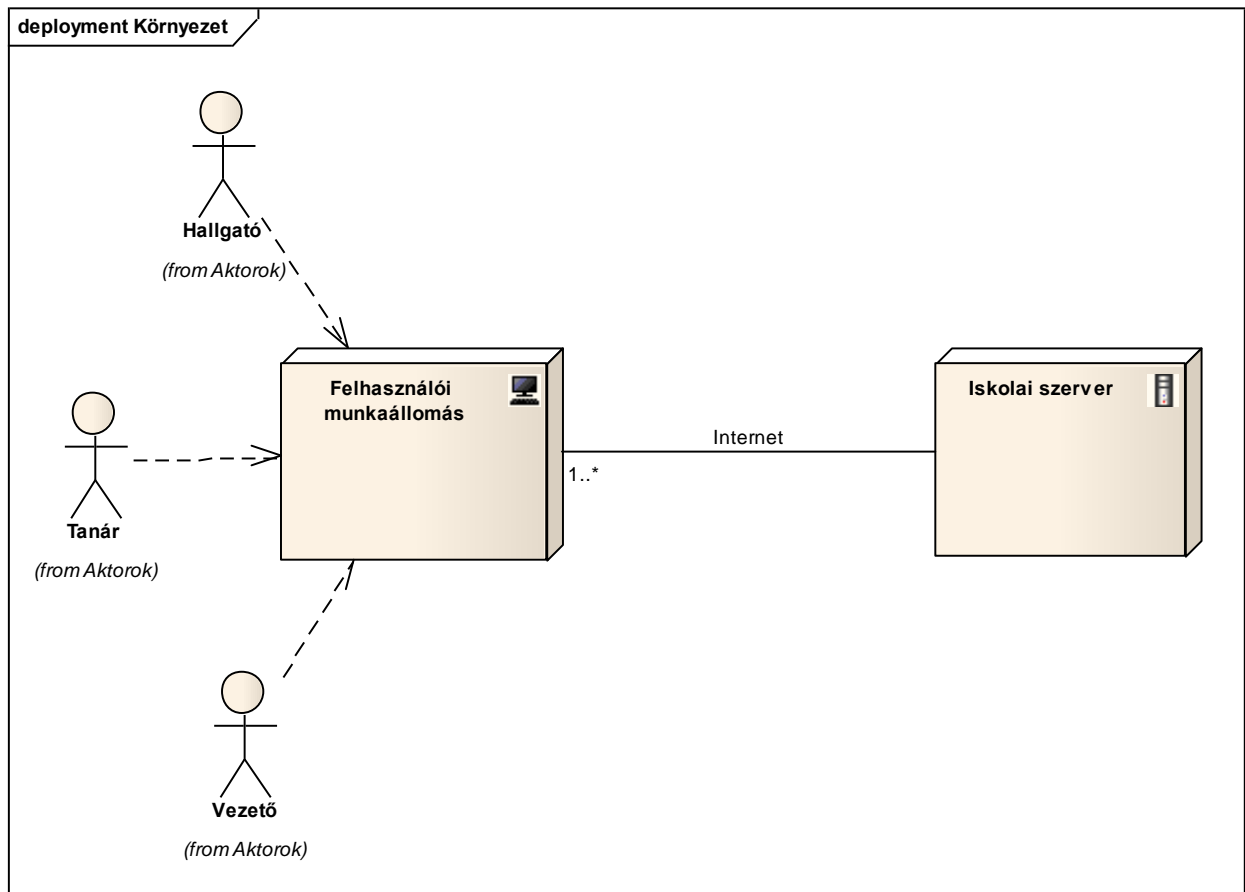 deployment Környezet
Hallgató
(from Aktorok)
Felhasználói
munkaállomás
Iskolai szerver
Internet
1..*
Tanár
(from Aktorok)
Vezető
(from Aktorok)